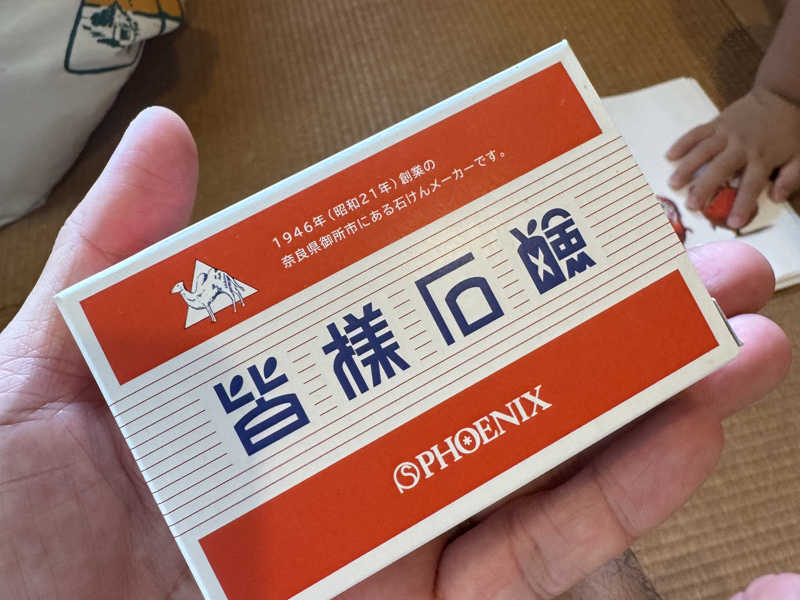 1946年(昭和21年)創業の
奈良県御所市にある石けんメーカーです。
皆様石鹸
PHOENIX